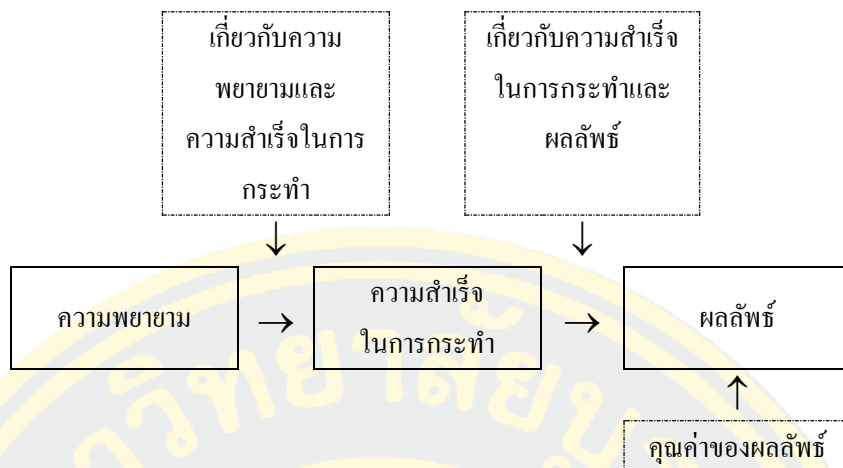 เกี่ยวกับความ
พยายามและ
ความสำเร็จในการ
กระทำ
เกี่ยวกับความสำเร็จ
ในการกระทำและ
ผลลัพธ์
ความพยายาม
→
ความสำเร็จ
ในการกระทำ
→
ผลลัพธ์
คุณค่าของผลลัพธ์